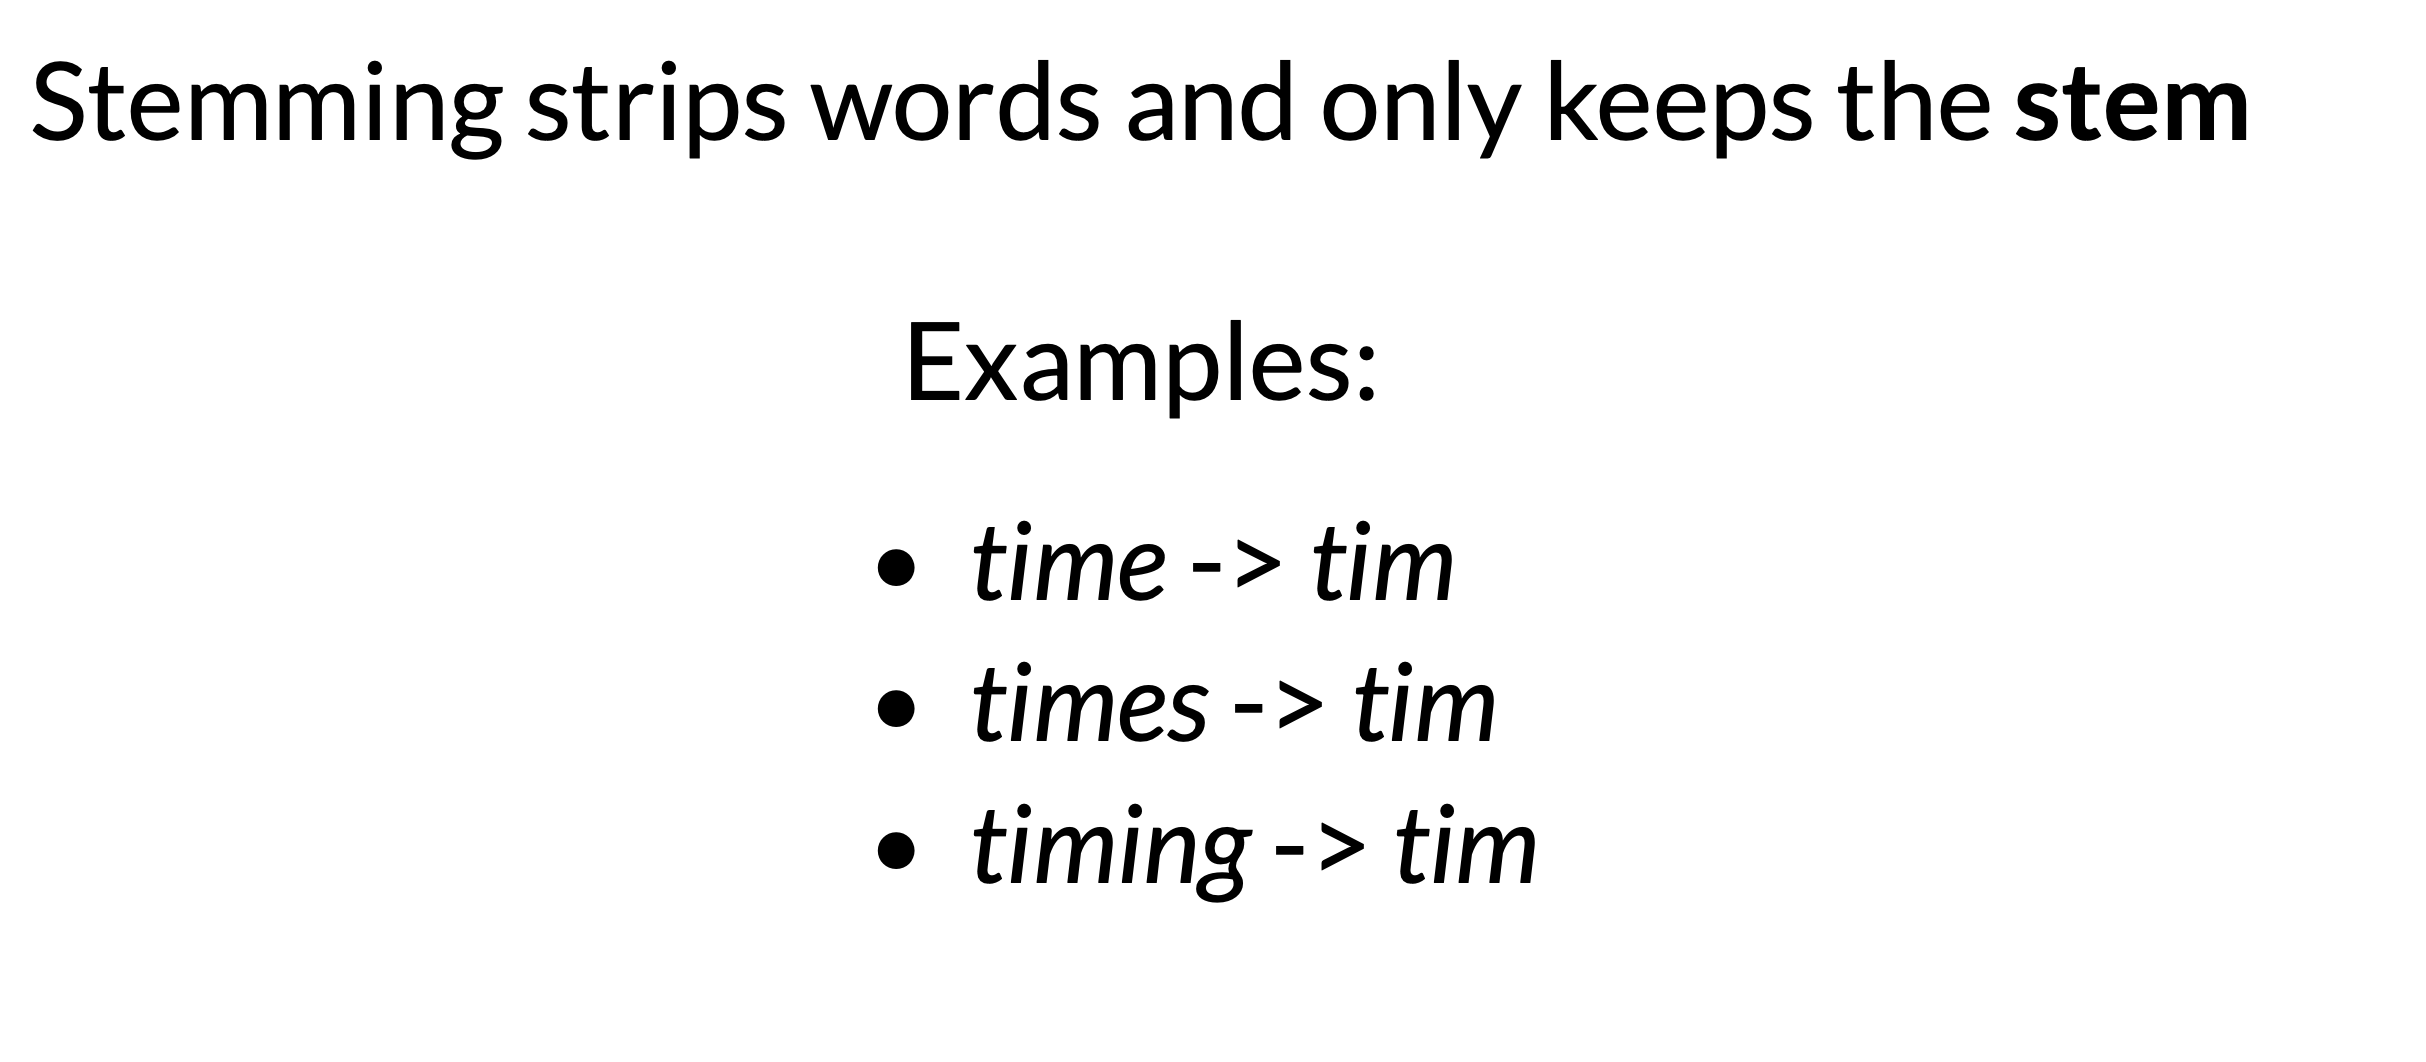 Stemming strips words and only keeps the stem
Examples:
• time -> tim
• times -> tim
• timing -> tim